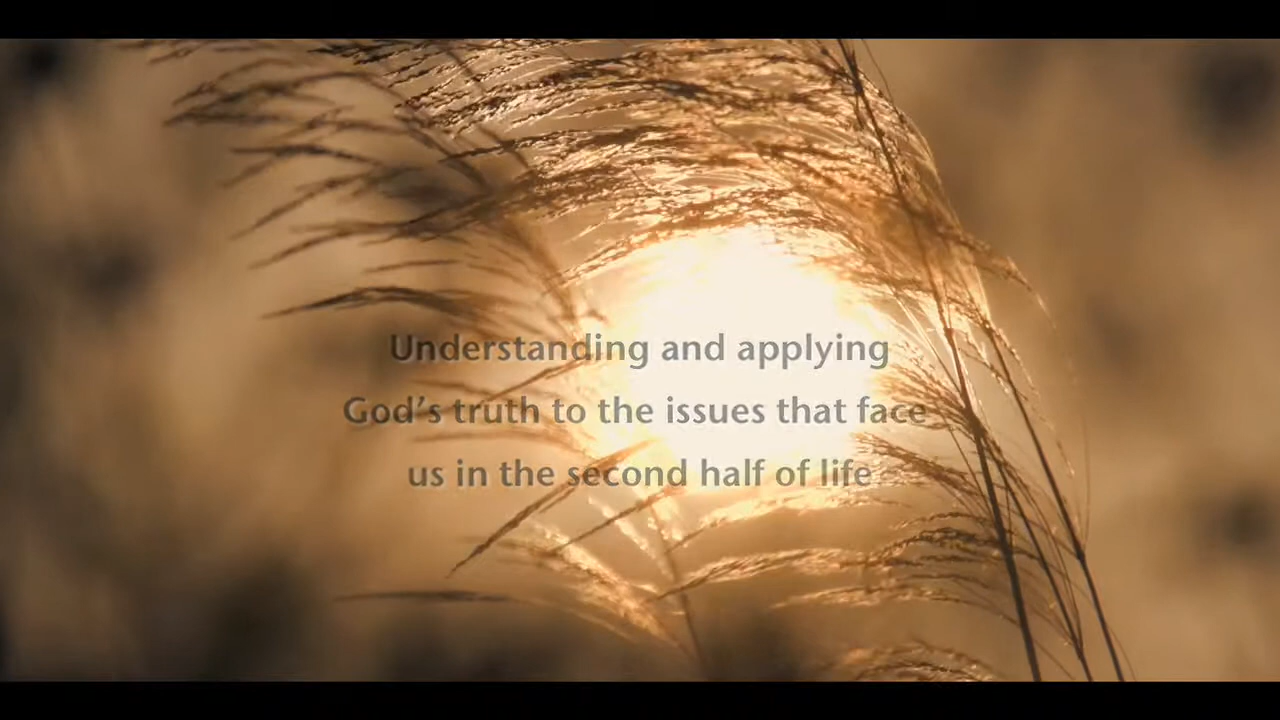 Understanding and applying
God's truth to the issues that face
us in the second half of life